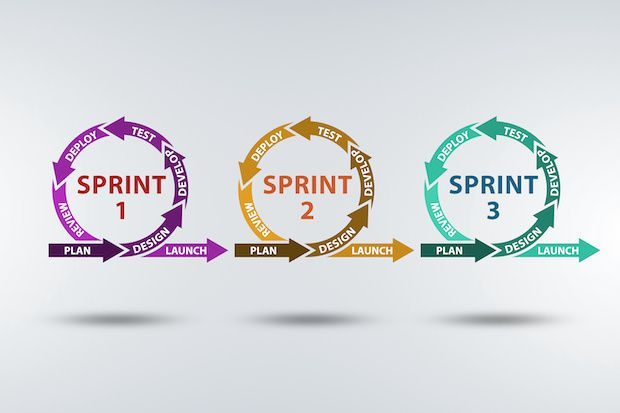 SPRINT
1
PLAN
DESIGN
DEVELOP
TEST
DEPLOY
REVIEW
LAUNCH
SPRINT
2
PLAN
DESIGN
DEVELOP
TEST
DEPLOY
REVIEW
LAUNCH
SPRINT
3
PLAN
DESIGN
DEVELOP
TEST
DEPLOY
REVIEW
LAUNCH